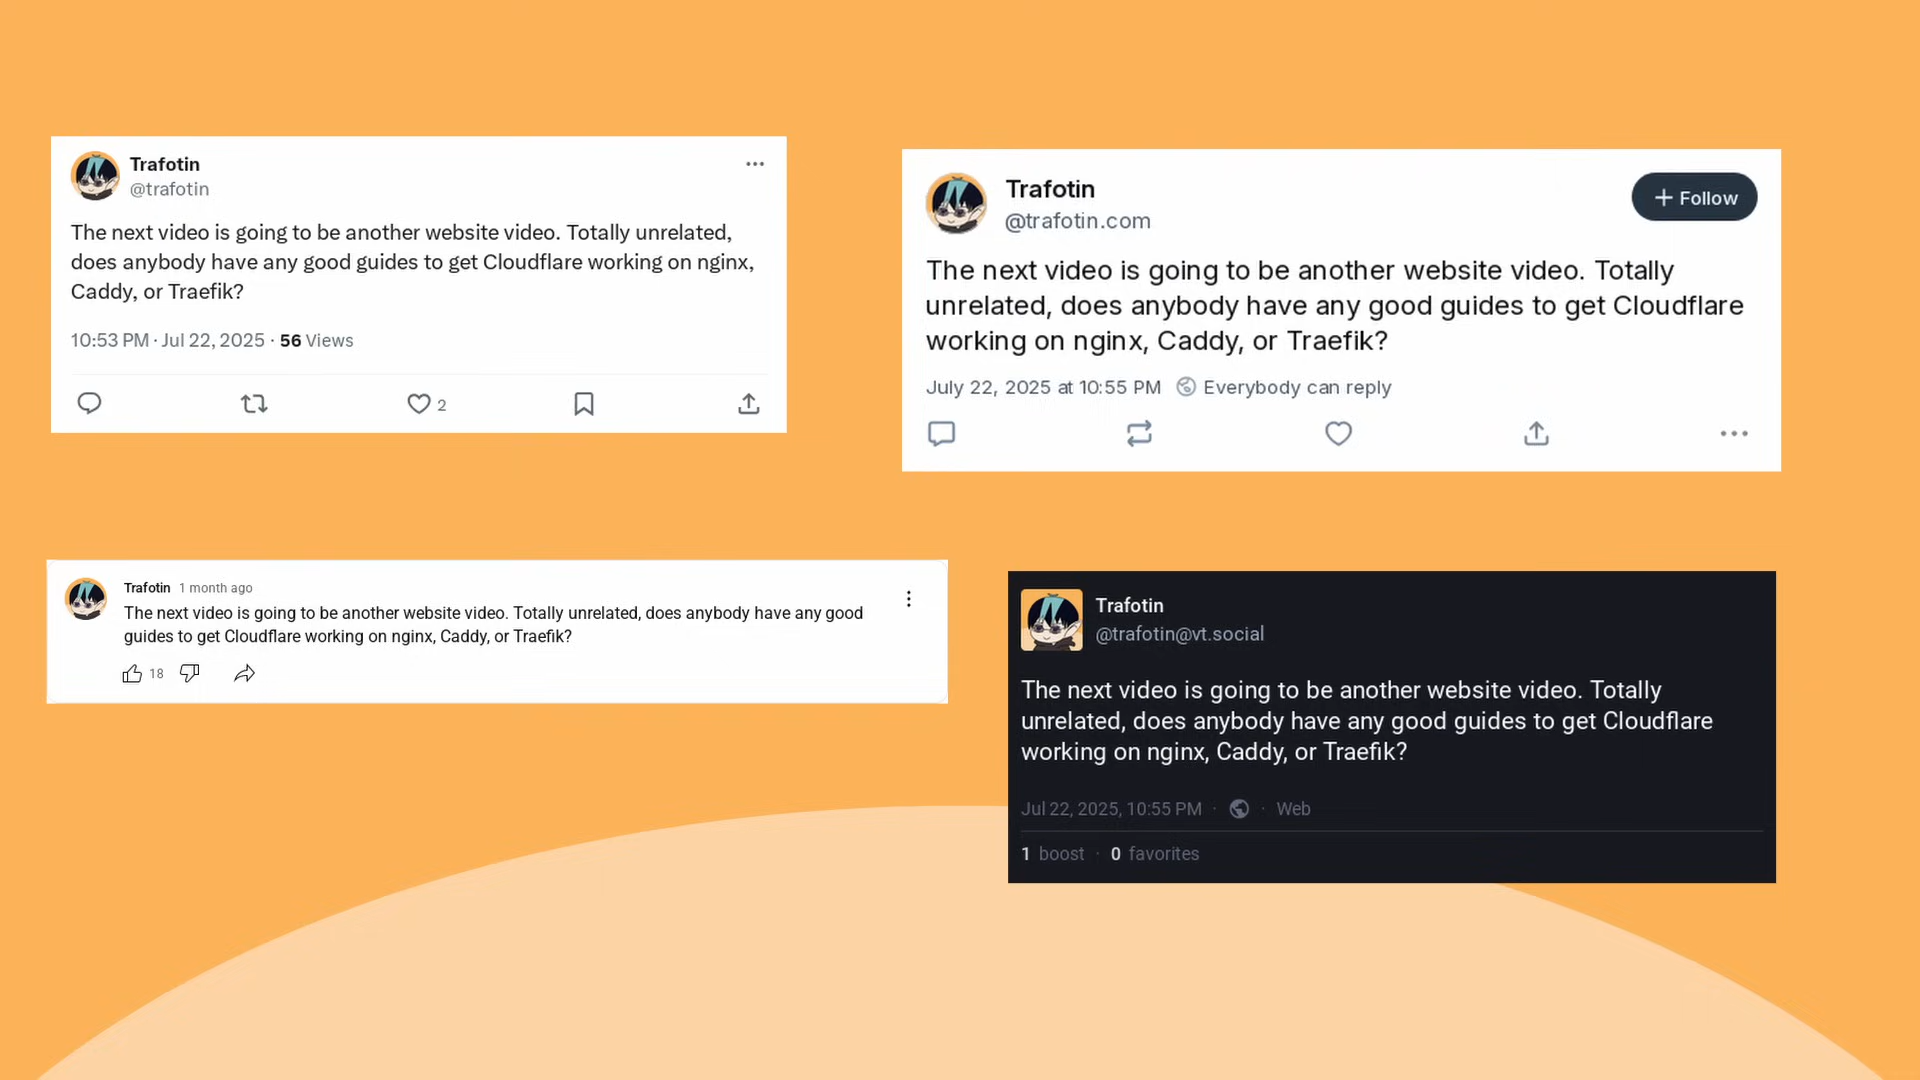 Trafotin
@trafotin
The next video is going to be another website video. Totally unrelated,
does anybody have any good guides to get Cloudflare working on nginx,
Caddy, or Traefik?
10:53 PM · Jul 22, 2025 · 56 Views
2
Trafotin
@trafotin.com
+ Follow
The next video is going to be another website video. Totally
unrelated, does anybody have any good guides to get Cloudflare
working on nginx, Caddy, or Traefik?
July 22, 2025 at 10:55 PM Everybody can reply
Trafotin 1 month ago
The next video is going to be another website video. Totally unrelated, does anybody have any good
guides to get Cloudflare working on nginx, Caddy, or Traefik?
18
Trafotin
@trafotin@vt.social
The next video is going to be another website video. Totally
unrelated, does anybody have any good guides to get Cloudflare
working on nginx, Caddy, or Traefik?
Jul 22, 2025, 10:55 PM · Web
1 boost · 0 favorites